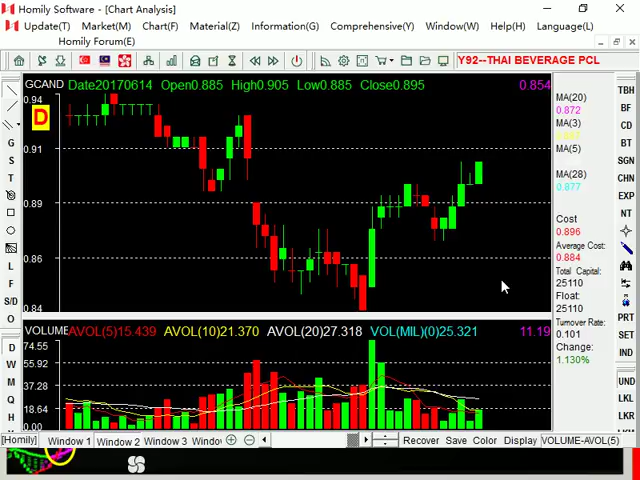 Homily Software - [Chart Analysis]
Update(T) Market(M) Chart(F) Material(Z) Information(G) Comprehensive(Y) Window(W) Help(H) Language(L)
Homily Forum(E)
Y92--THAI BEVERAGE PCL
GCAND Date20170614 Open0.885 High0.905 Low0.885 Close0.895 0.854
0.94
D
0.91
0.89
0.86
0.84
G
S
T
L
F
S/D
O
MA(20)
0.872
MA(3)
MA(5)
MA(28)
0.877
Cost
0.896
Average Cost:
0.884
Total Capital:
25110
Float:
25110
Turnover Rate:
0.101
Change:
1.130%
TBH
BF
CD
BT
SGN
CHN
EXP
NT
PRT
SET
IND
UND
LKL
LKR
VOLUME AVOL(5)15.439 AVOL(10)21.370 AVOL(20)27.318 VOL(MIL)(0)25.321 11.19
74.55
55.92
37.28
18.64
0.00
D
W
M
Q
H
[Homily] Window 1 Window 2 Window 3 Windo Recover Save Color Display VOLUME-AVOL(5)